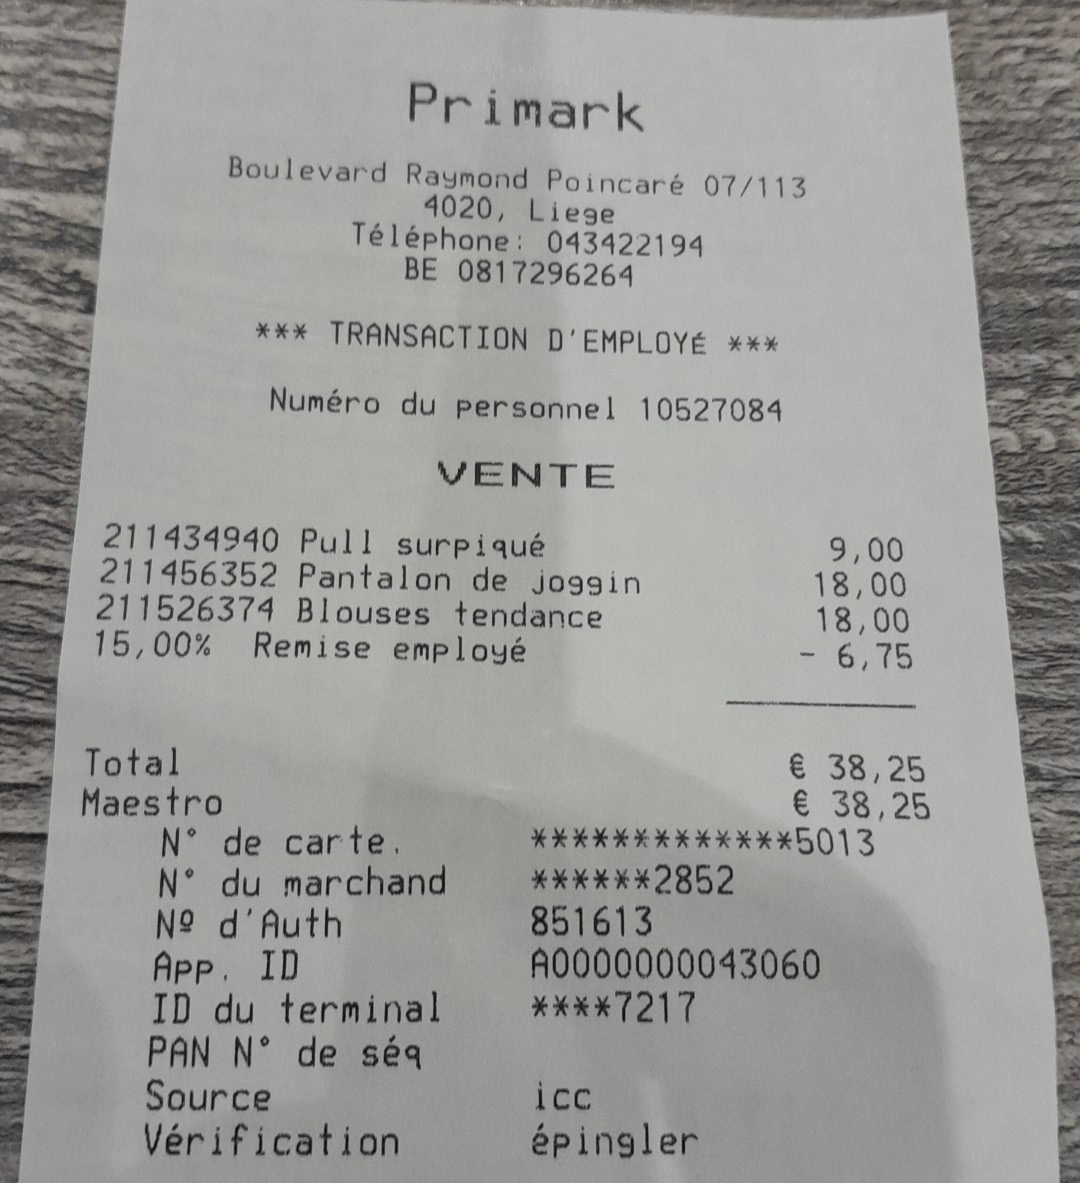 Primark
Boulevard Raymond Poincaré 07/113
4020, Liege
Téléphone: 043422194
BE 0817296264
*** TRANSACTION D'EMPLOYÉ ***
Numéro du personnel 10527084
VENTE
211434940 Pull surpiqué 9,00
211456352 Pantalon de joggin 18,00
211526374 Blouses tendance 18,00
15,00% Remise employé - 6,75
Total € 38,25
Maestro € 38,25
N° de carte. *************5013
N° du marchand ******2852
Nº d'Auth 851613
App. ID A0000000043060
ID du terminal ****7217
PAN N° de séq
Source icc
Vérification épingler